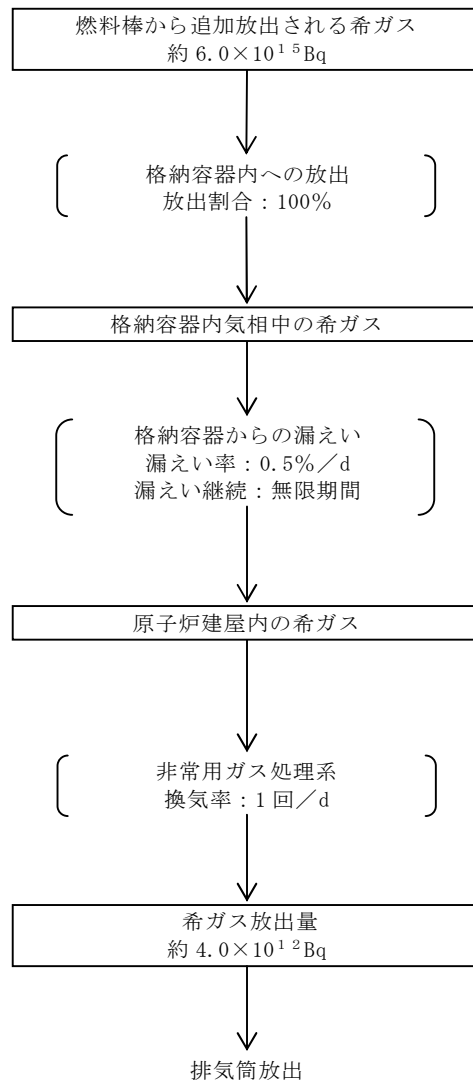 燃料棒から追加放出される希ガス
約 6.0×10¹⁵Bq
格納容器内への放出
放出割合：100%
格納容器内気相中の希ガス
格納容器からの漏えい
漏えい率：0.5%／d
漏えい継続：無限期間
原子炉建屋内の希ガス
非常用ガス処理系
換気率：1 回／d
希ガス放出量
約 4.0×10¹²Bq
排気筒放出